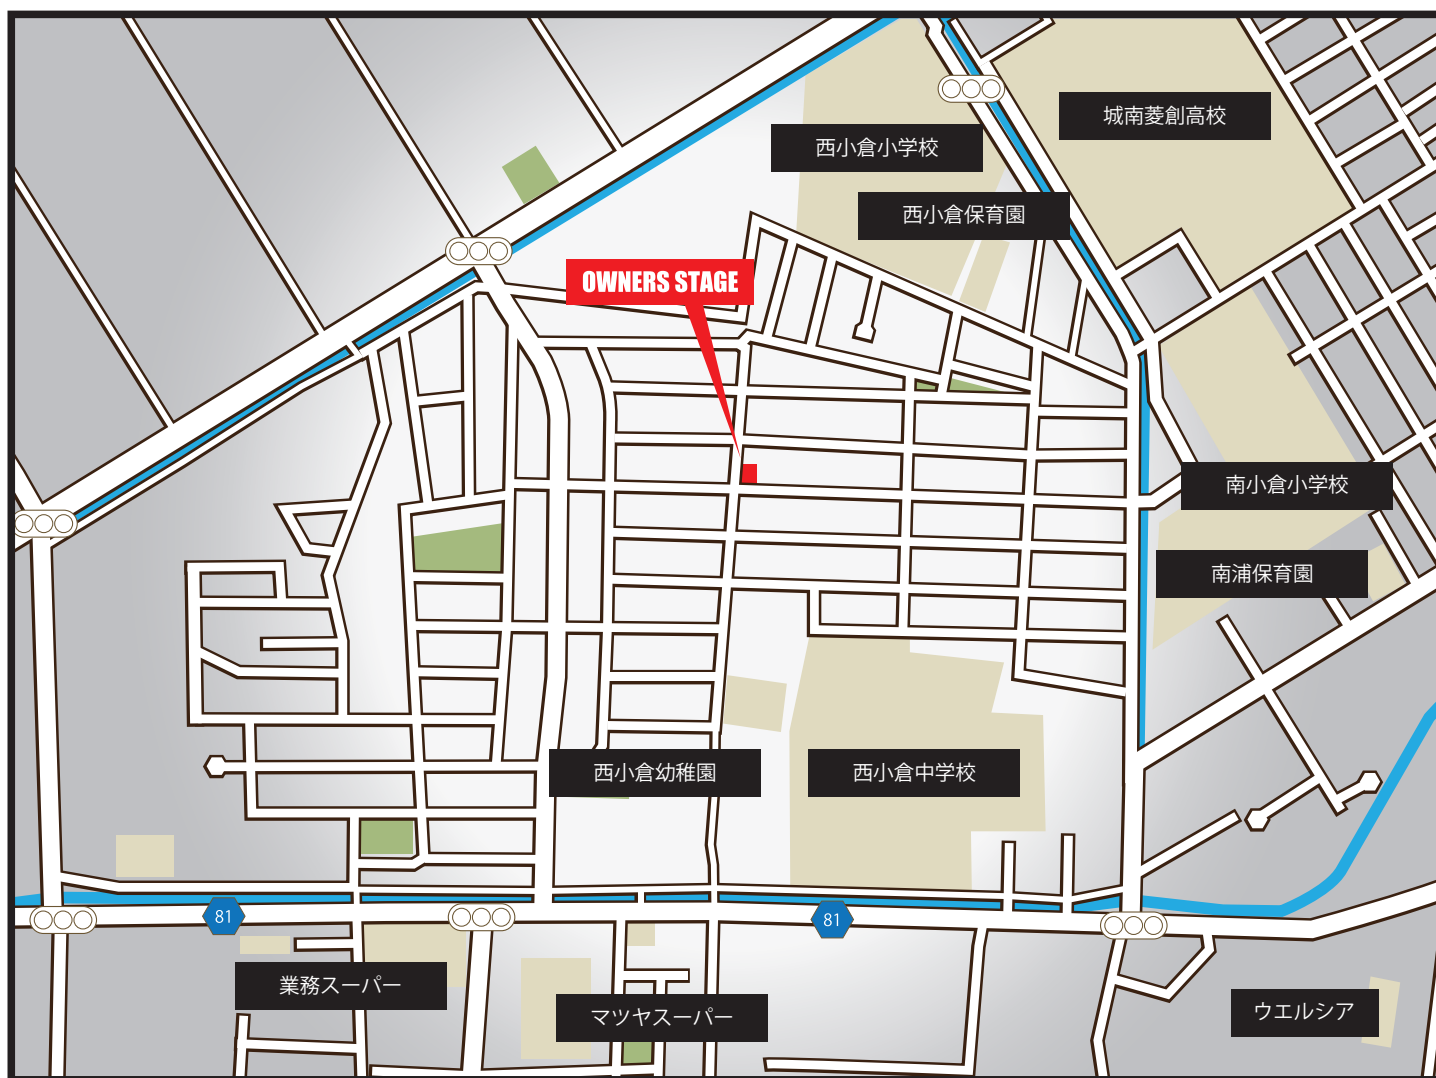 城南菱創高校
西小倉小学校
西小倉保育園
OWNERS STAGE
南小倉小学校
南浦保育園
西小倉幼稚園
西小倉中学校
81
81
業務スーパー
マツヤスーパー
ウエルシア